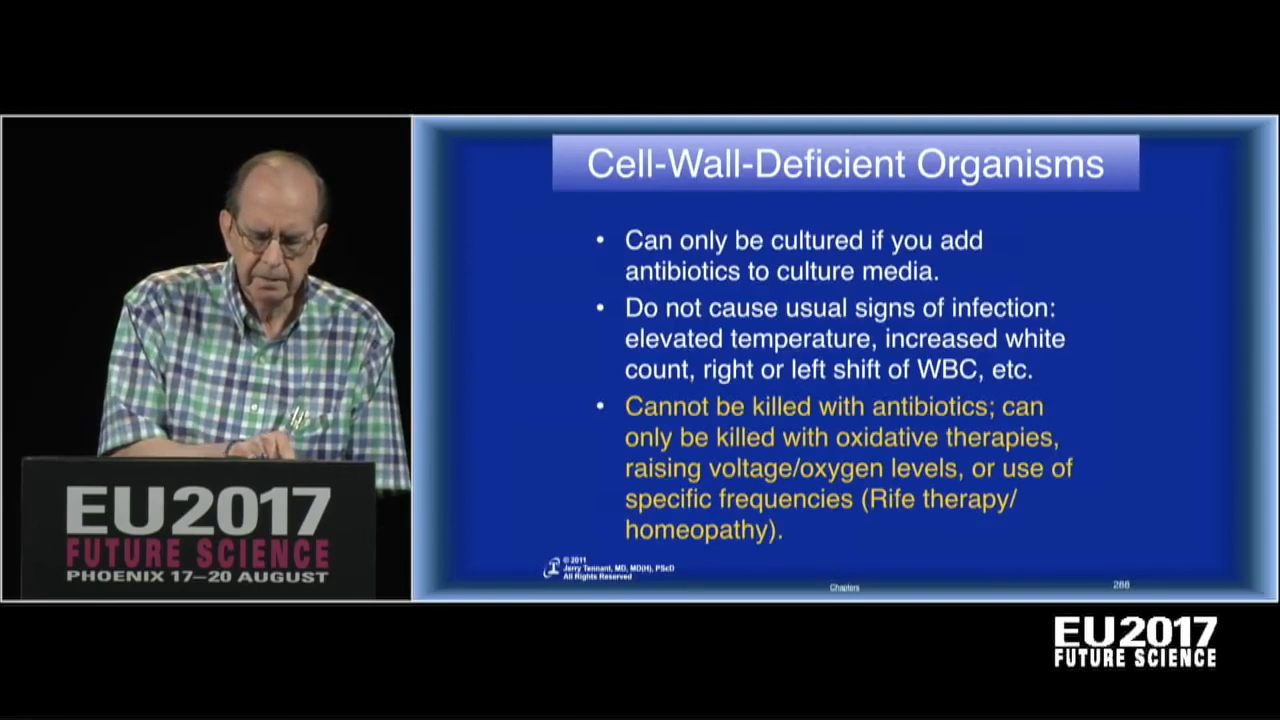 Cell-Wall-Deficient Organisms
• Can only be cultured if you add
antibiotics to culture media.
• Do not cause usual signs of infection:
elevated temperature, increased white
count, right or left shift of WBC, etc.
• Cannot be killed with antibiotics; can
only be killed with oxidative therapies,
raising voltage/oxygen levels, or use of
specific frequencies (Rife therapy/
homeopathy).
© 2011
Jerry Tennant, MD, MD(H), PScD
All Rights Reserved
Chapters
266
EU2017
FUTURE SCIENCE
PHOENIX 17–20 AUGUST
EU2017
FUTURE SCIENCE